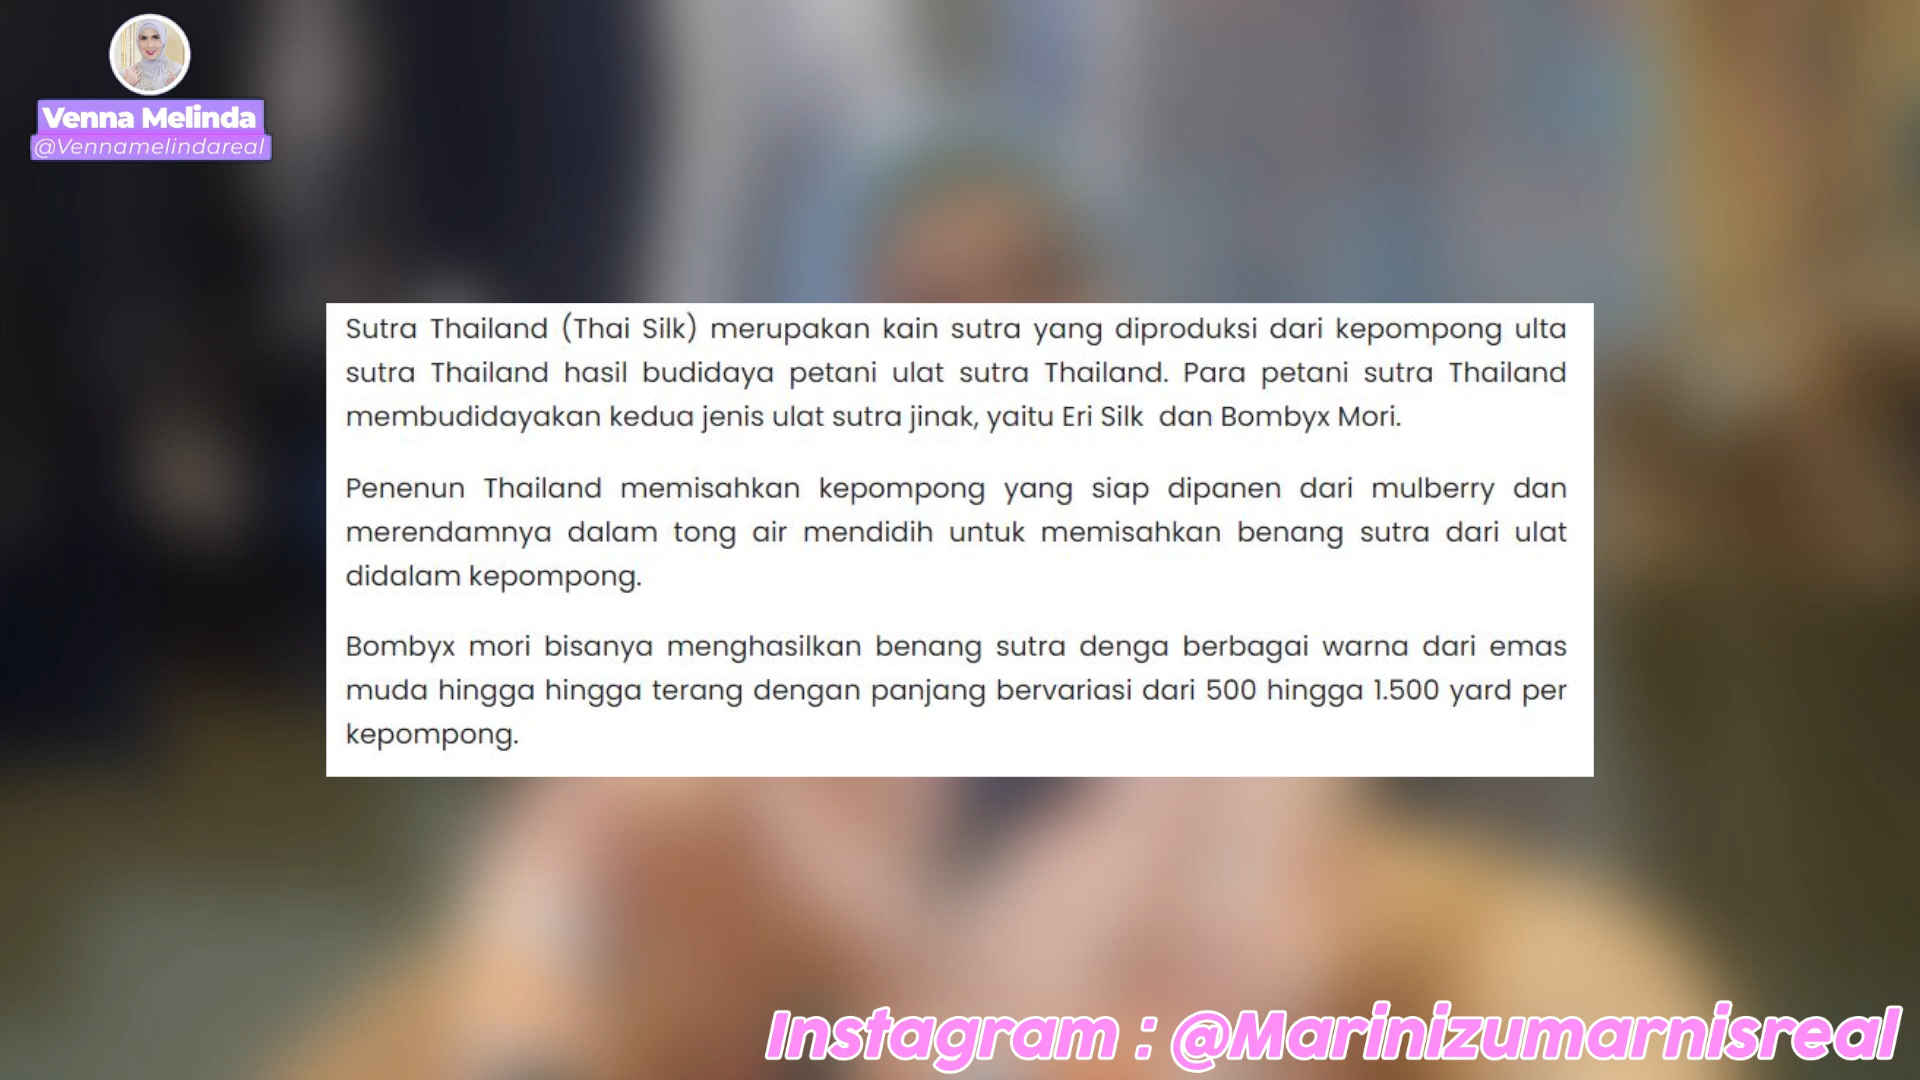 Venna Melinda
@Vennamelindareal
Sutra Thailand (Thai Silk) merupakan kain sutra yang diproduksi dari kepompong ulta
sutra Thailand hasil budidaya petani ulat sutra Thailand. Para petani sutra Thailand
membudidayakan kedua jenis ulat sutra jinak, yaitu Eri Silk dan Bombyx Mori.
Penenun Thailand memisahkan kepompong yang siap dipanen dari mulberry dan
merendamnya dalam tong air mendidih untuk memisahkan benang sutra dari ulat
didalam kepompong.
Bombyx mori bisanya menghasilkan benang sutra denga berbagai warna dari emas
muda hingga hingga terang dengan panjang bervariasi dari 500 hingga 1.500 yard per
kepompong.
Instagram : @Marinizumarnisreal